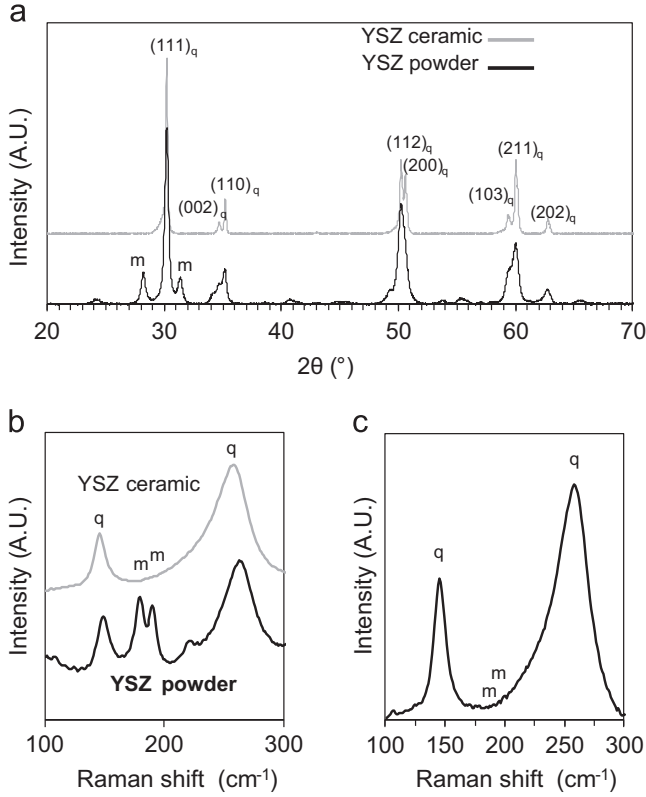 a
YSZ ceramic
YSZ powder
(111)q
(002)q
(110)q
(112)q
(200)q
(103)q
(211)q
(202)q
m
m
Intensity (A.U.)
20 30 40 50 60 70
2θ (°)
b
q
YSZ ceramic
q
m m
YSZ powder
Intensity (A.U.)
100 200 300
Raman shift (cm-1)
c
q
q
m
m
Intensity (A.U.)
100 150 200 250 300
Raman shift (cm-1)